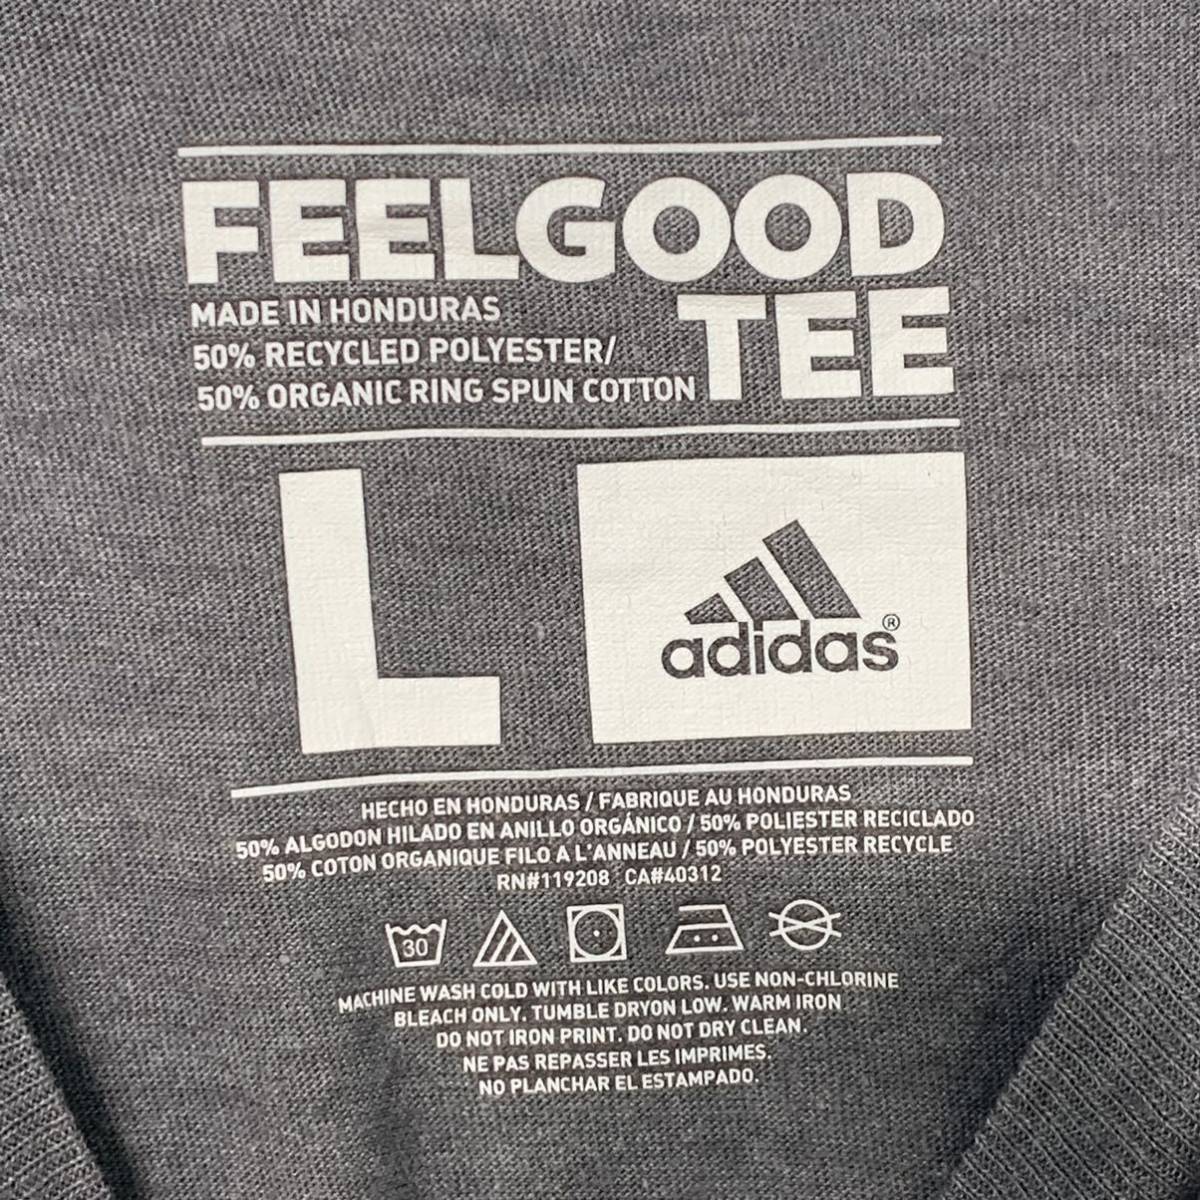 FEELGOOD
TEE
MADE IN HONDURAS
50% RECYCLED POLYESTER/
50% ORGANIC RING SPUN COTTON
L
adidas®
HECHO EN HONDURAS / FABRIQUE AU HONDURAS
50% ALGODON HILADO EN ANILLO ORGÁNICO / 50% POLIESTER RECICLADO
50% COTON ORGANIQUE FILO A L'ANNEAU / 50% POLYESTER RECYCLE
RN#119208 CA#40312
30
MACHINE WASH COLD WITH LIKE COLORS. USE NON-CHLORINE
BLEACH ONLY. TUMBLE DRYON LOW. WARM IRON
DO NOT IRON PRINT. DO NOT DRY CLEAN.
NE PAS REPASSER LES IMPRIMES.
NO PLANCHAR EL ESTAMPADO.